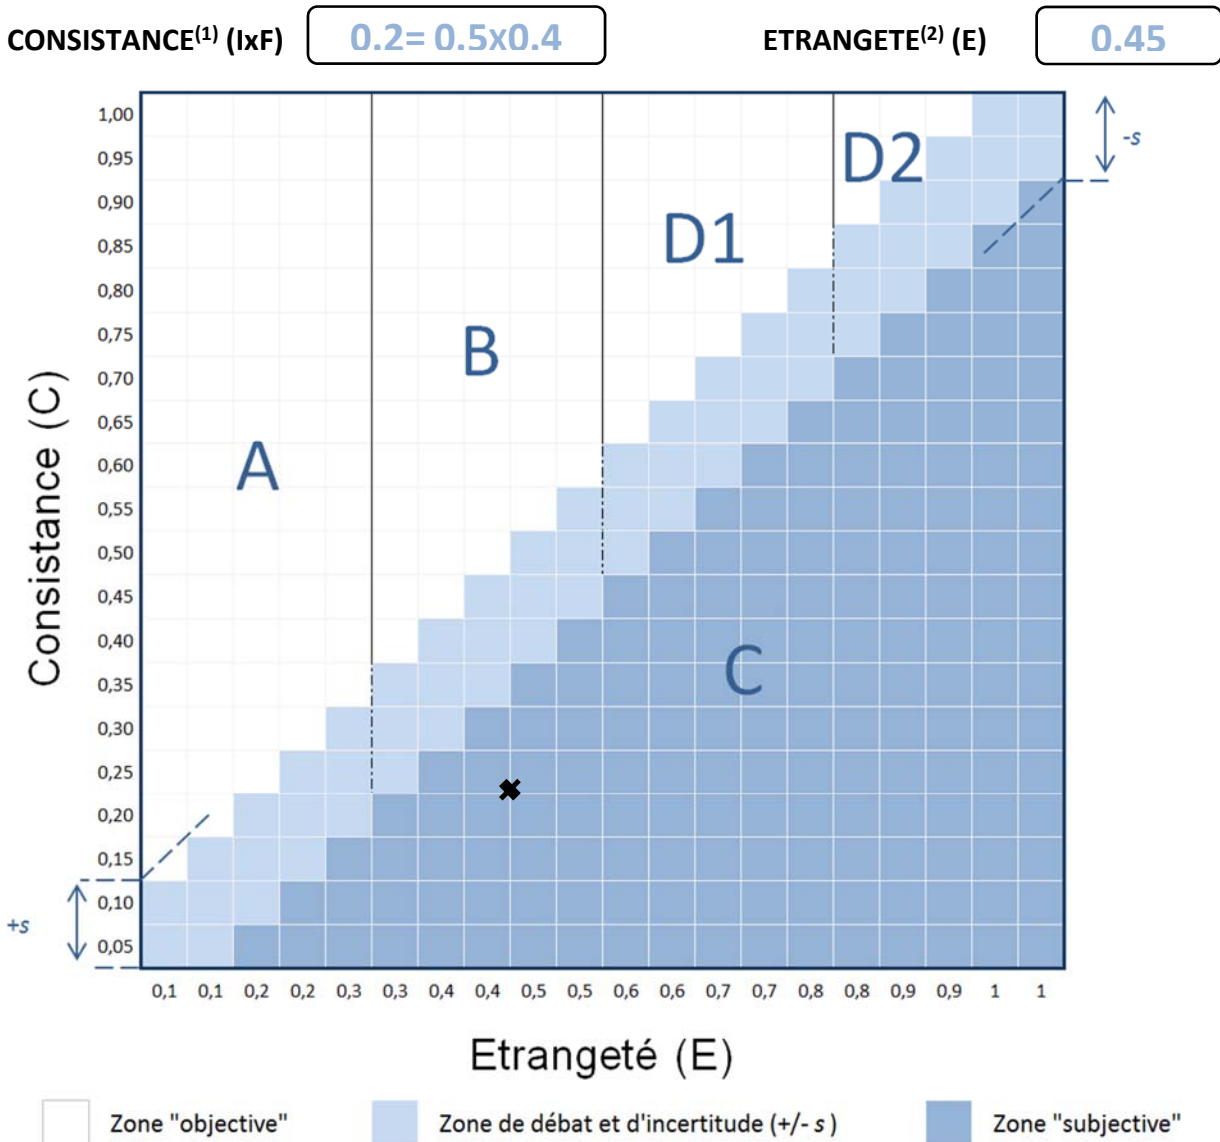 CONSISTANCE(1) (IxF) 0.2= 0.5x0.4 ETRANGETE(2) (E) 0.45
1,00
-s
0,95
D2
0,90
0,85
D1
0,80
0,75
B
0,70
0,65
0,60
A
0,55
0,50
0,45
0,40
0,35
C
0,30
0,25
0,20
0,15
0,10
+s
0,05
Consistance (C)
0,1 0,1 0,2 0,2 0,3 0,3 0,4 0,4 0,5 0,5 0,6 0,6 0,7 0,7 0,8 0,8 0,9 0,9 1 1
Etrangeté (E)
Zone "objective" Zone de débat et d'incertitude (+/- s ) Zone "subjective"